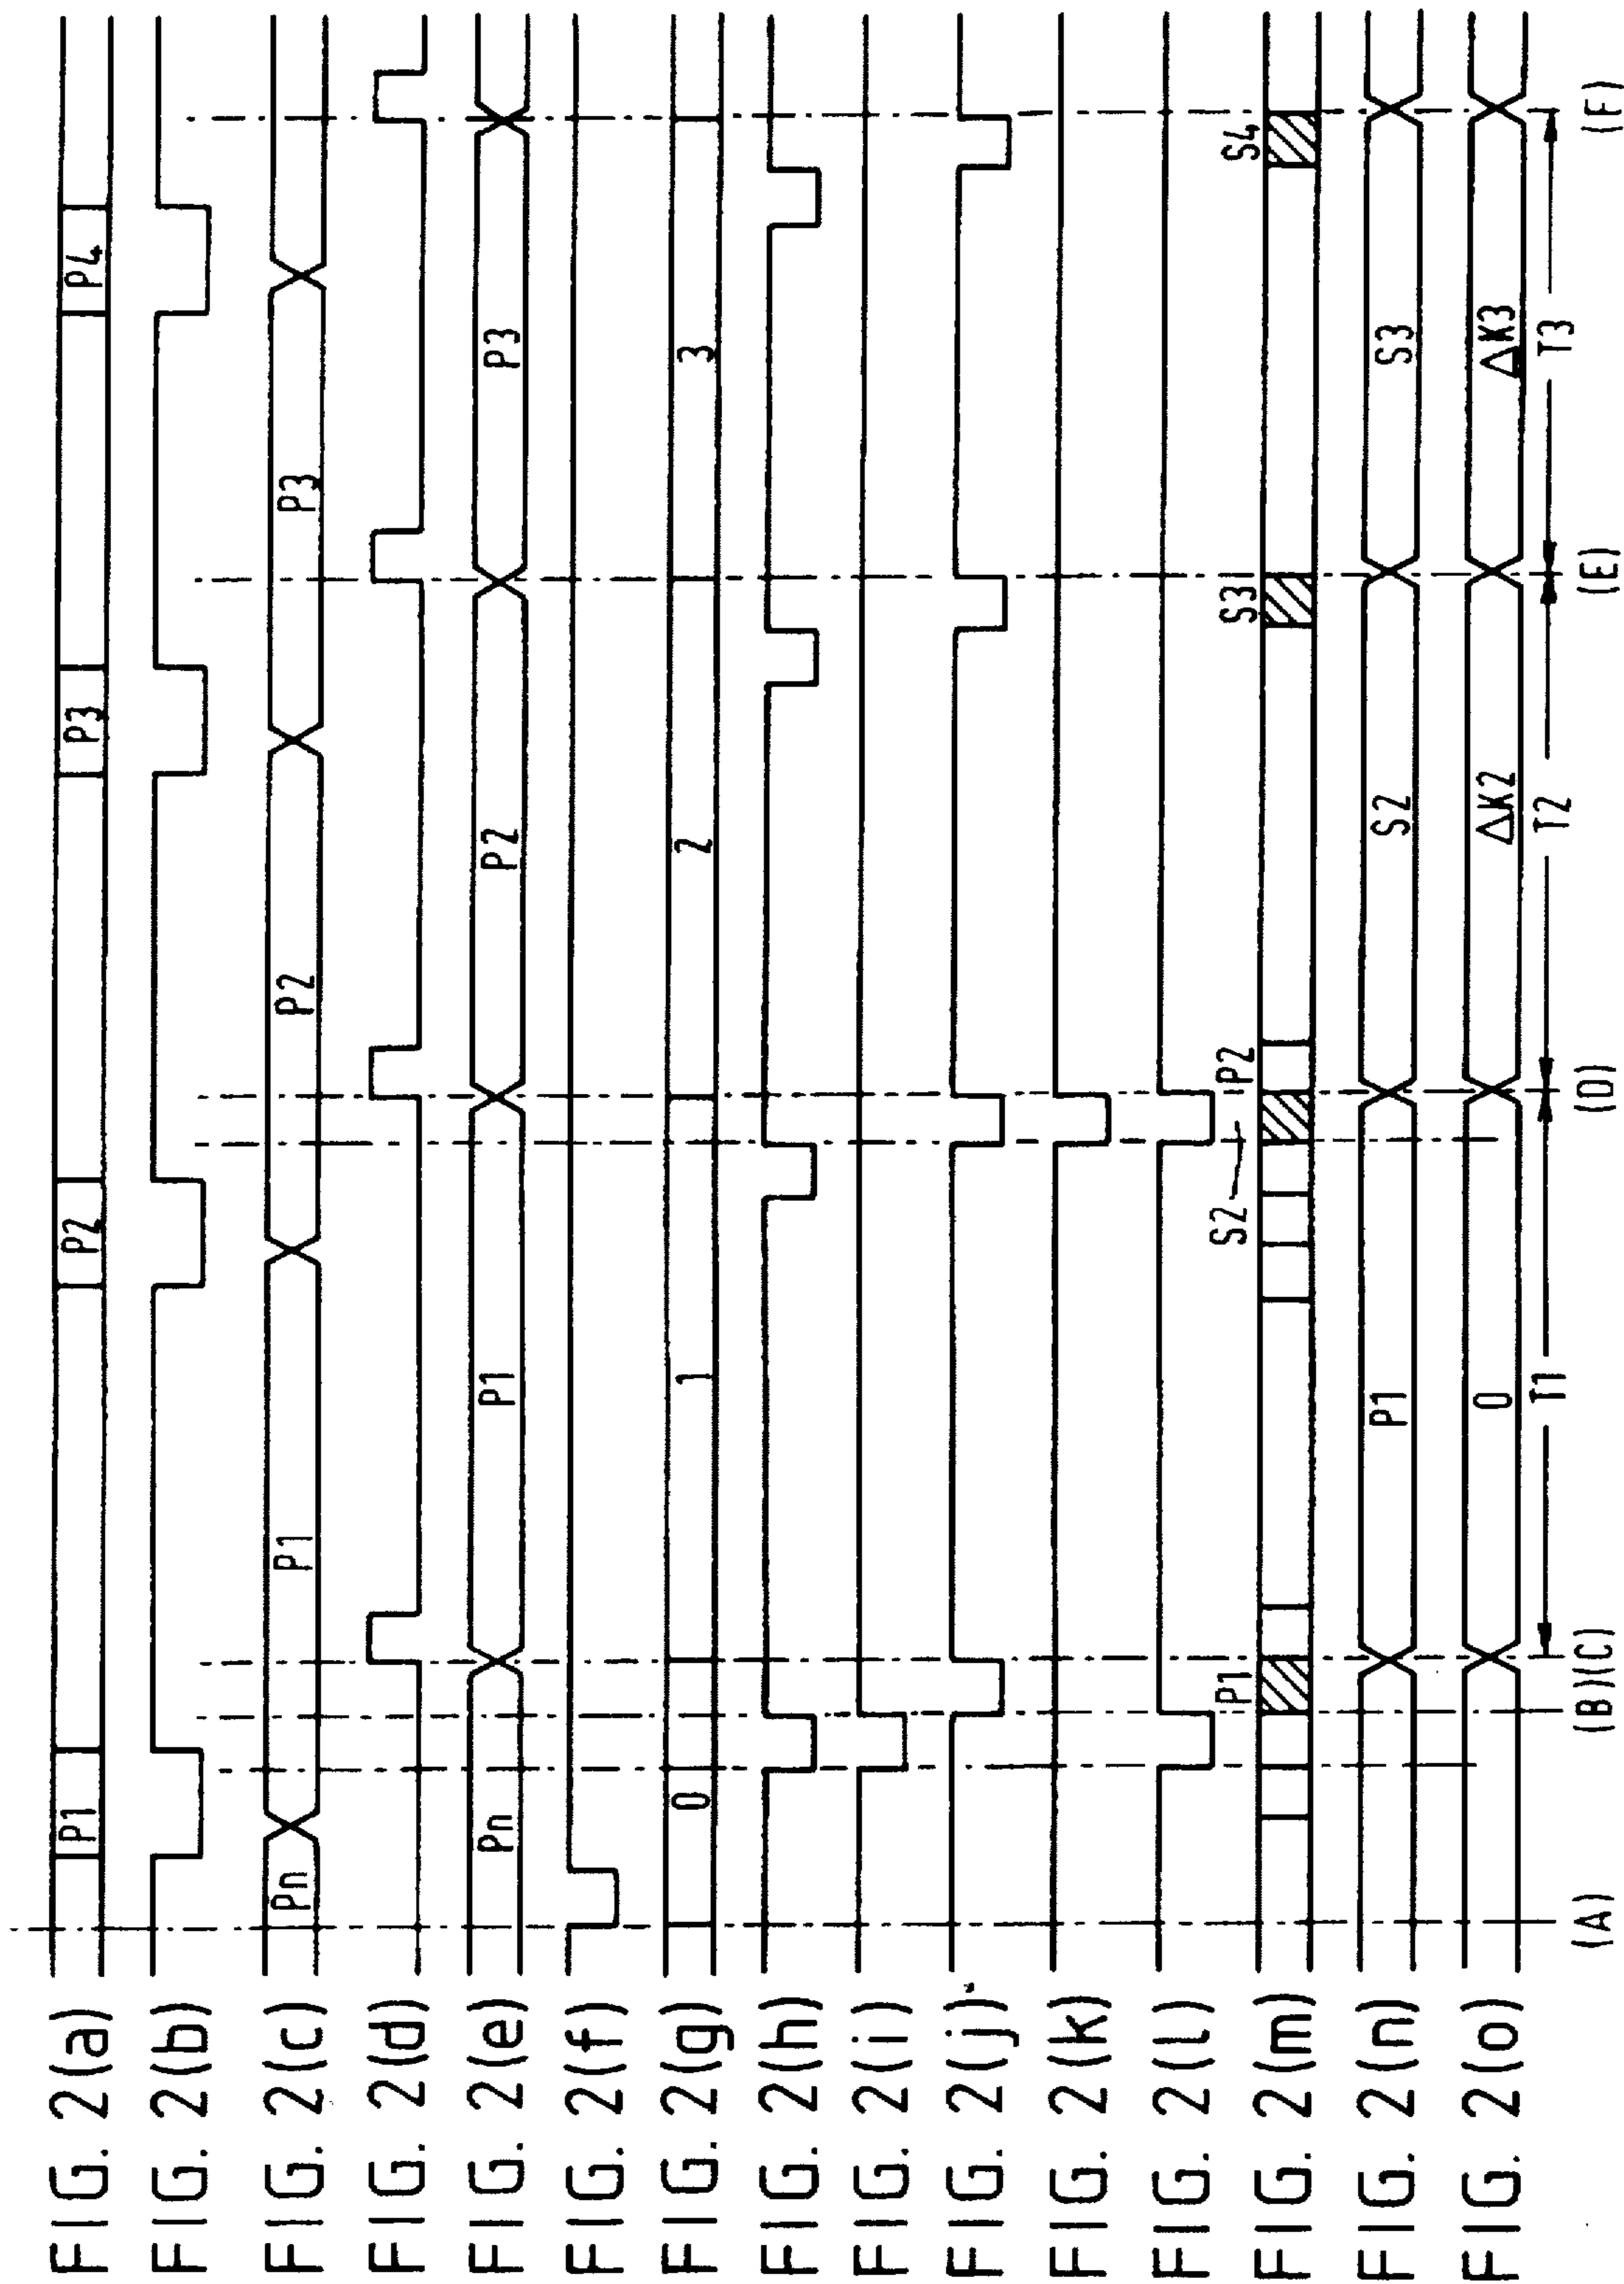 FIG. 2(a) P1 P2 P3 P4
FIG. 2(b)
FIG. 2(c) Pn P1 P2 P3
FIG. 2(d)
FIG. 2(e) Pn P1 P2 P3
FIG. 2(f)
FIG. 2(g) 0 1 2 3
FIG. 2(h)
FIG. 2(i)
FIG. 2(j)
FIG. 2(k)
FIG. 2(l)
P1 S2 P2 S3 S4
FIG. 2(m)
FIG. 2(n) P1 S2 S3
FIG. 2(o) 0 ΔK2 ΔK3
T1 T2 T3
(A) (B) (C) (D) (E) (F)